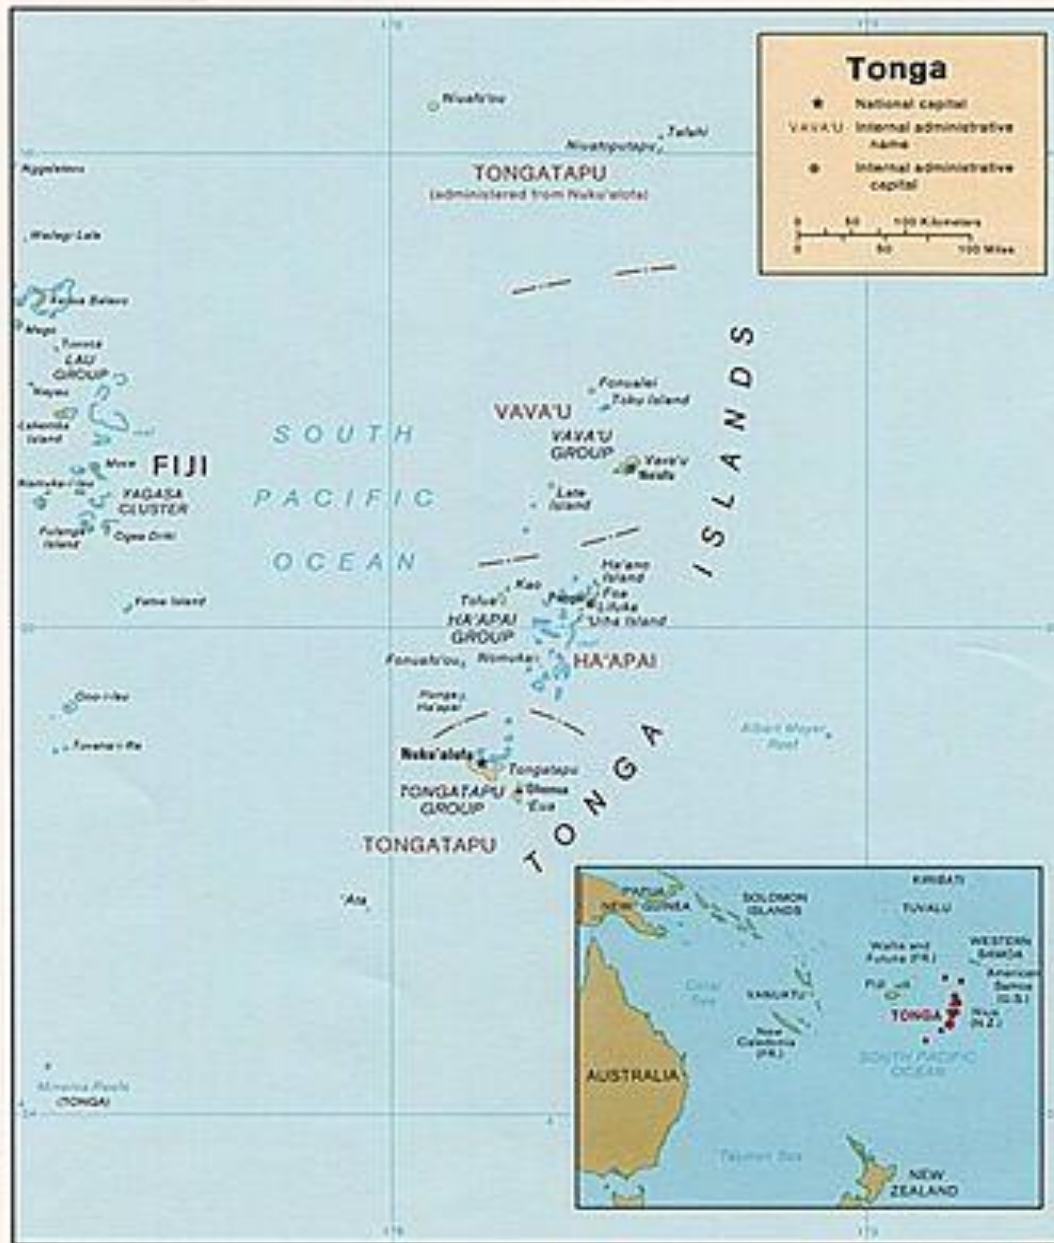 Tonga
National capital
VAVA'U Internal administrative
name
Internal administrative
capital
0 50 100 Kilometers
0 50 100 Miles
Niuafo'ou
Tafahi
Niuatoputapu
TONGATAPU
(administered from Nuku'alofa)
LAU
GROUP
Lakemba
Island
FIJI
Moce
YAGASA
CLUSTER
Fulanga
Island
Ogea Driki
Vatoa Island
Ono-i-lau
SOUTH
PACIFIC
OCEAN
Fonualei
Toku Island
VAVA'U
VAVA'U
GROUP
Vava'u
Neiafu
Late
Island
ISLANDS
Ha'ano
Island
Kao
Foa
Pangai
Lifuka
Tofua
'Uiha Island
HA'APAI
GROUP
Fonuafo'ou
Nomuka
HA'APAI
Ha'apai
Albert Meyer
Reef
TONGA
Nuku'alofa
Tongatapu
TONGATAPU
GROUP
Ohonua
'Eua
TONGATAPU
'Ata
Minerva Reefs
(TONGA)
KIRIBATI
PAPUA
NEW GUINEA
SOLOMON
ISLANDS
TUVALU
Wallis and
Futuna (FR.)
WESTERN
SAMOA
American
Samoa
(U.S.)
Coral
Sea
VANUATU
FIJI
TONGA
Niue
(N.Z.)
New
Caledonia
(FR.)
SOUTH PACIFIC
OCEAN
AUSTRALIA
Tasman Sea
NEW
ZEALAND